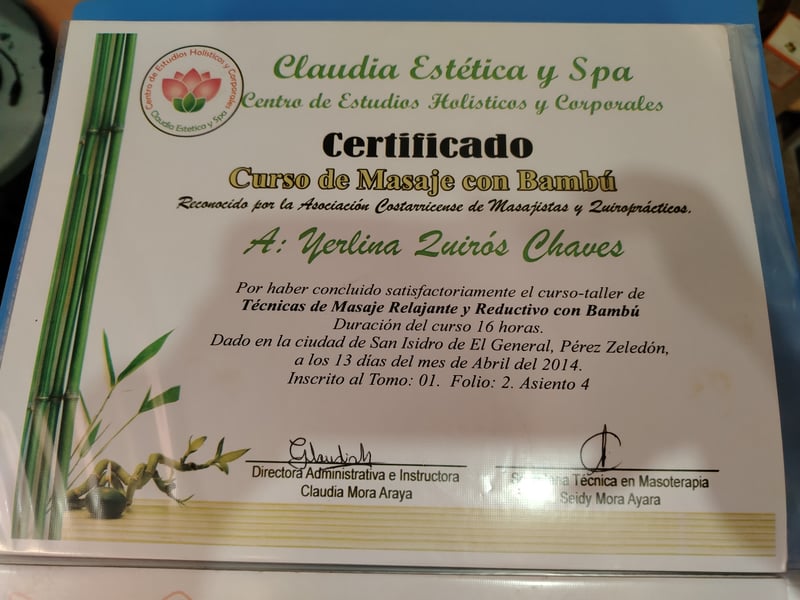 Centro de Estudios Holísticos y Corporales
Claudia Estética y Spa
Claudia Estética y Spa
Centro de Estudios Holísticos y Corporales
Certificado
Curso de Masaje con Bambú
Reconocido por la Asociación Costarricense de Masajistas y Quiroprácticos.
A: Yerlina Quirós Chaves
Por haber concluido satisfactoriamente el curso-taller de
Técnicas de Masaje Relajante y Reductivo con Bambú
Duración del curso 16 horas.
Dado en la ciudad de San Isidro de El General, Pérez Zeledón,
a los 13 días del mes de Abril del 2014.
Inscrito al Tomo: 01. Folio: 2. Asiento 4
Directora Administrativa e Instructora
Claudia Mora Araya
Técnica en Masoterapia
Seidy Mora Ayara